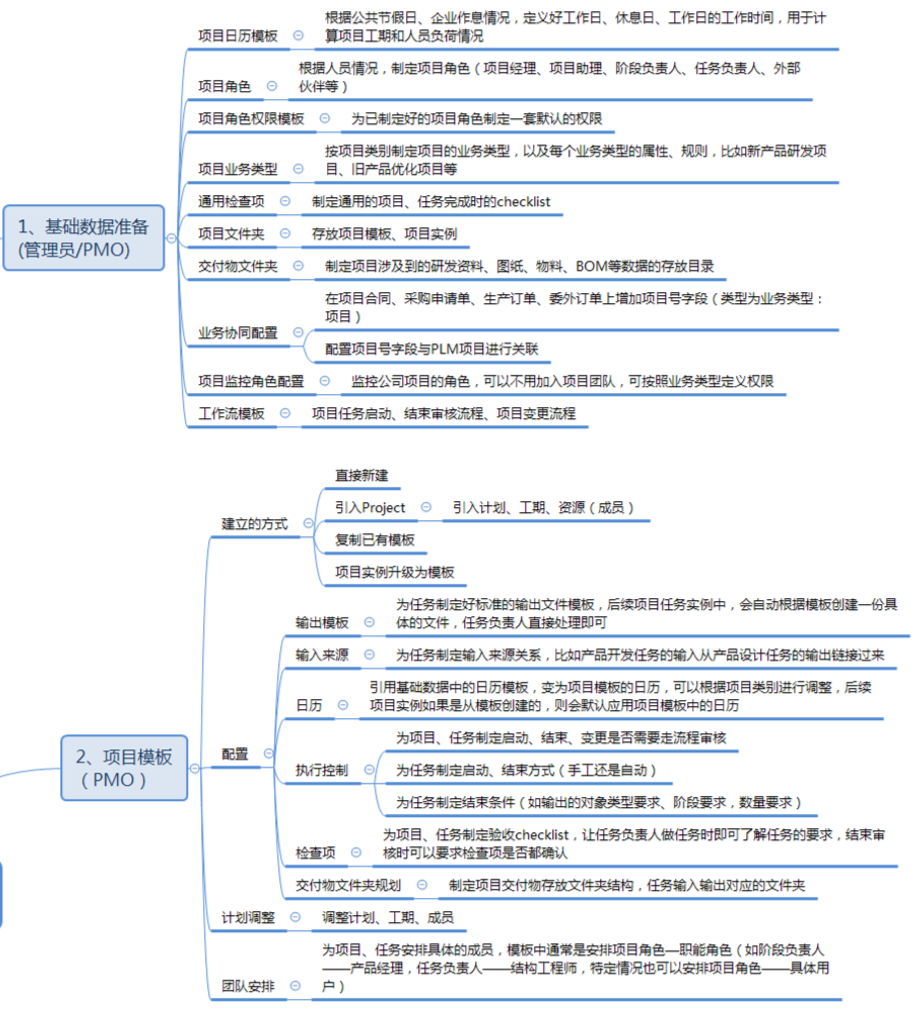 1、基础数据准备
(管理员/PMO)
项目日历模板
根据公共节假日、企业作息情况，定义好工作日、休息日、工作日的工作时间，用于计
算项目工期和人员负荷情况
项目角色
根据人员情况，制定项目角色（项目经理、项目助理、阶段负责人、任务负责人、外部
伙伴等）
项目角色权限模板
为已制定好的项目角色制定一套默认的权限
项目业务类型
按项目类别制定项目的业务类型，以及每个业务类型的属性、规则，比如新产品研发项
目、旧产品优化项目等
通用检查项
制定通用的项目、任务完成时的checklist
项目文件夹
存放项目模板、项目实例
交付物文件夹
制定项目涉及到的研发资料、图纸、物料、BOM等数据的存放目录
业务协同配置
在项目合同、采购申请单、生产订单、委外订单上增加项目号字段（类型为业务类型：
项目）
配置项目号字段与PLM项目进行关联
项目监控角色配置
监控公司项目的角色，可以不用加入项目团队，可按照业务类型定义权限
工作流模板
项目任务启动、结束审核流程、项目变更流程
2、项目模板
（PMO）
建立的方式
直接新建
引入Project
引入计划、工期、资源（成员）
复制已有模板
项目实例升级为模板
配置
输出模板
为任务制定好标准的输出文件模板，后续项目任务实例中，会自动根据模板创建一份具
体的文件，任务负责人直接处理即可
输入来源
为任务制定输入来源关系，比如产品开发任务的输入从产品设计任务的输出链接过来
日历
引用基础数据中的日历模板，变为项目模板的日历，可以根据项目类别进行调整，后续
项目实例如果是从模板创建的，则会默认应用项目模板中的日历
执行控制
为项目、任务制定启动、结束、变更是否需要走流程审核
为任务制定启动、结束方式（手工还是自动）
为任务制定结束条件（如输出的对象类型要求、阶段要求，数量要求）
检查项
为项目、任务制定验收checklist，让任务负责人做任务时即可了解任务的要求，结束审
核时可以要求检查项是否都确认
交付物文件夹规划
制定项目交付物存放文件夹结构，任务输入输出对应的文件夹
计划调整
调整计划、工期、成员
团队安排
为项目、任务安排具体的成员，模板中通常是安排项目角色—职能角色（如阶段负责人
——产品经理，任务负责人——结构工程师，特定情况也可以安排项目角色——具体用
户）